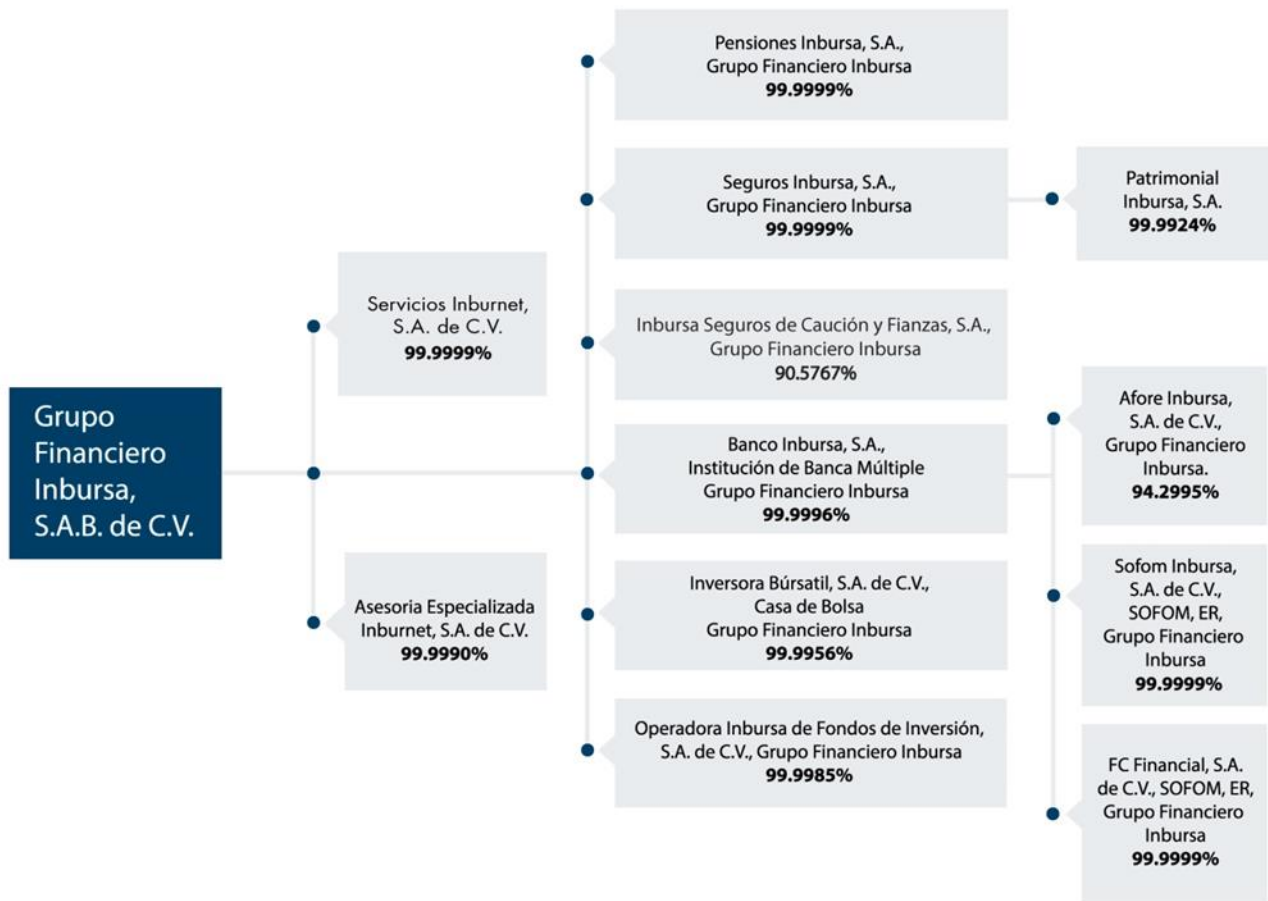 Grupo
Financiero
Inbursa,
S.A.B. de C.V.
Servicios Inburnet,
S.A. de C.V.
99.9999%
Asesoria Especializada
Inburnet, S.A. de C.V.
99.9990%
Pensiones Inbursa, S.A.,
Grupo Financiero Inbursa
99.9999%
Seguros Inbursa, S.A.,
Grupo Financiero Inbursa
99.9999%
Inbursa Seguros de Caución y Fianzas, S.A.,
Grupo Financiero Inbursa
90.5767%
Banco Inbursa, S.A.,
Institución de Banca Múltiple
Grupo Financiero Inbursa
99.9996%
Inversora Búrsatil, S.A. de C.V.,
Casa de Bolsa
Grupo Financiero Inbursa
99.9956%
Operadora Inbursa de Fondos de Inversión,
S.A. de C.V., Grupo Financiero Inbursa
99.9985%
Patrimonial
Inbursa, S.A.
99.9924%
Afore Inbursa,
S.A. de C.V.,
Grupo Financiero
Inbursa.
94.2995%
Sofom Inbursa,
S.A. de C.V.,
SOFOM, ER,
Grupo Financiero
Inbursa
99.9999%
FC Financial, S.A.
de C.V., SOFOM, ER,
Grupo Financiero
Inbursa
99.9999%